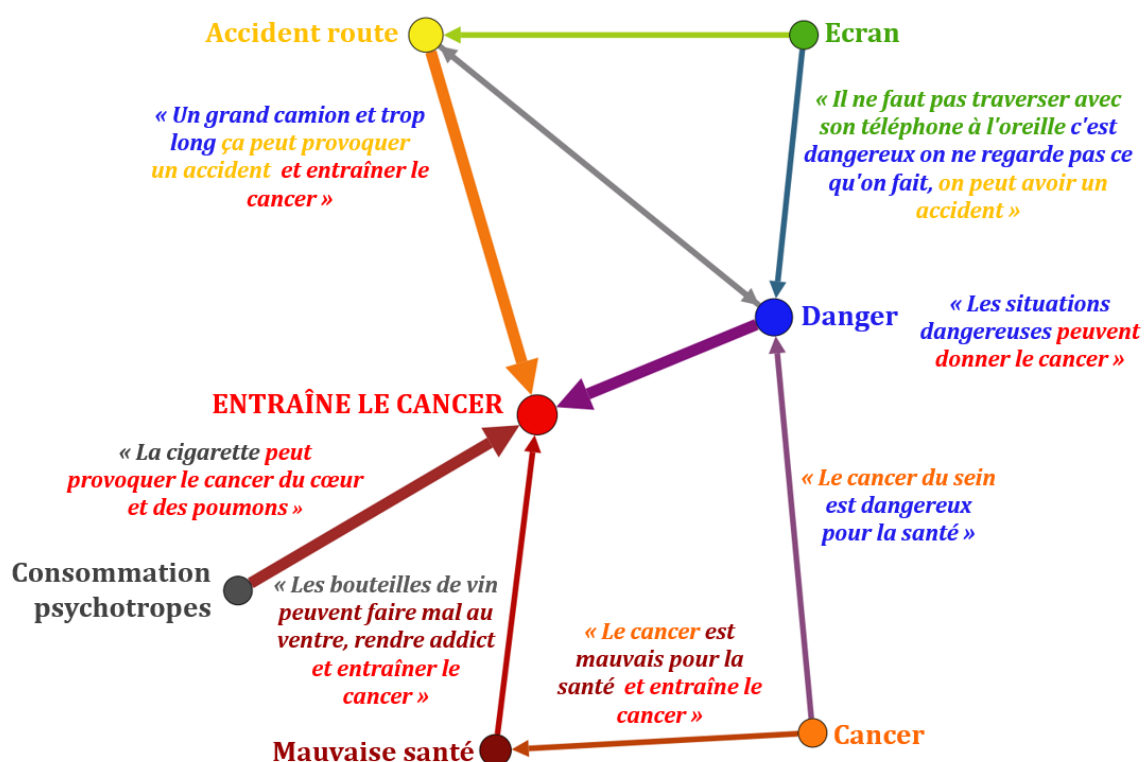 Accident route
Ecran
« Un grand camion et trop
long ça peut provoquer
un accident et entraîner le
cancer »
« Il ne faut pas traverser avec
son téléphone à l'oreille c'est
dangereux on ne regarde pas ce
qu'on fait, on peut avoir un
accident »
Danger
« Les situations
dangereuses peuvent
donner le cancer »
ENTRAÎNE LE CANCER
« La cigarette peut
provoquer le cancer du cœur
et des poumons »
« Le cancer du sein
est dangereux
pour la santé »
Consommation
psychotropes
« Les bouteilles de vin
peuvent faire mal au
ventre, rendre addict
et entraîner le
cancer »
« Le cancer est
mauvais pour la
santé et entraîne le
cancer »
Mauvaise santé
Cancer